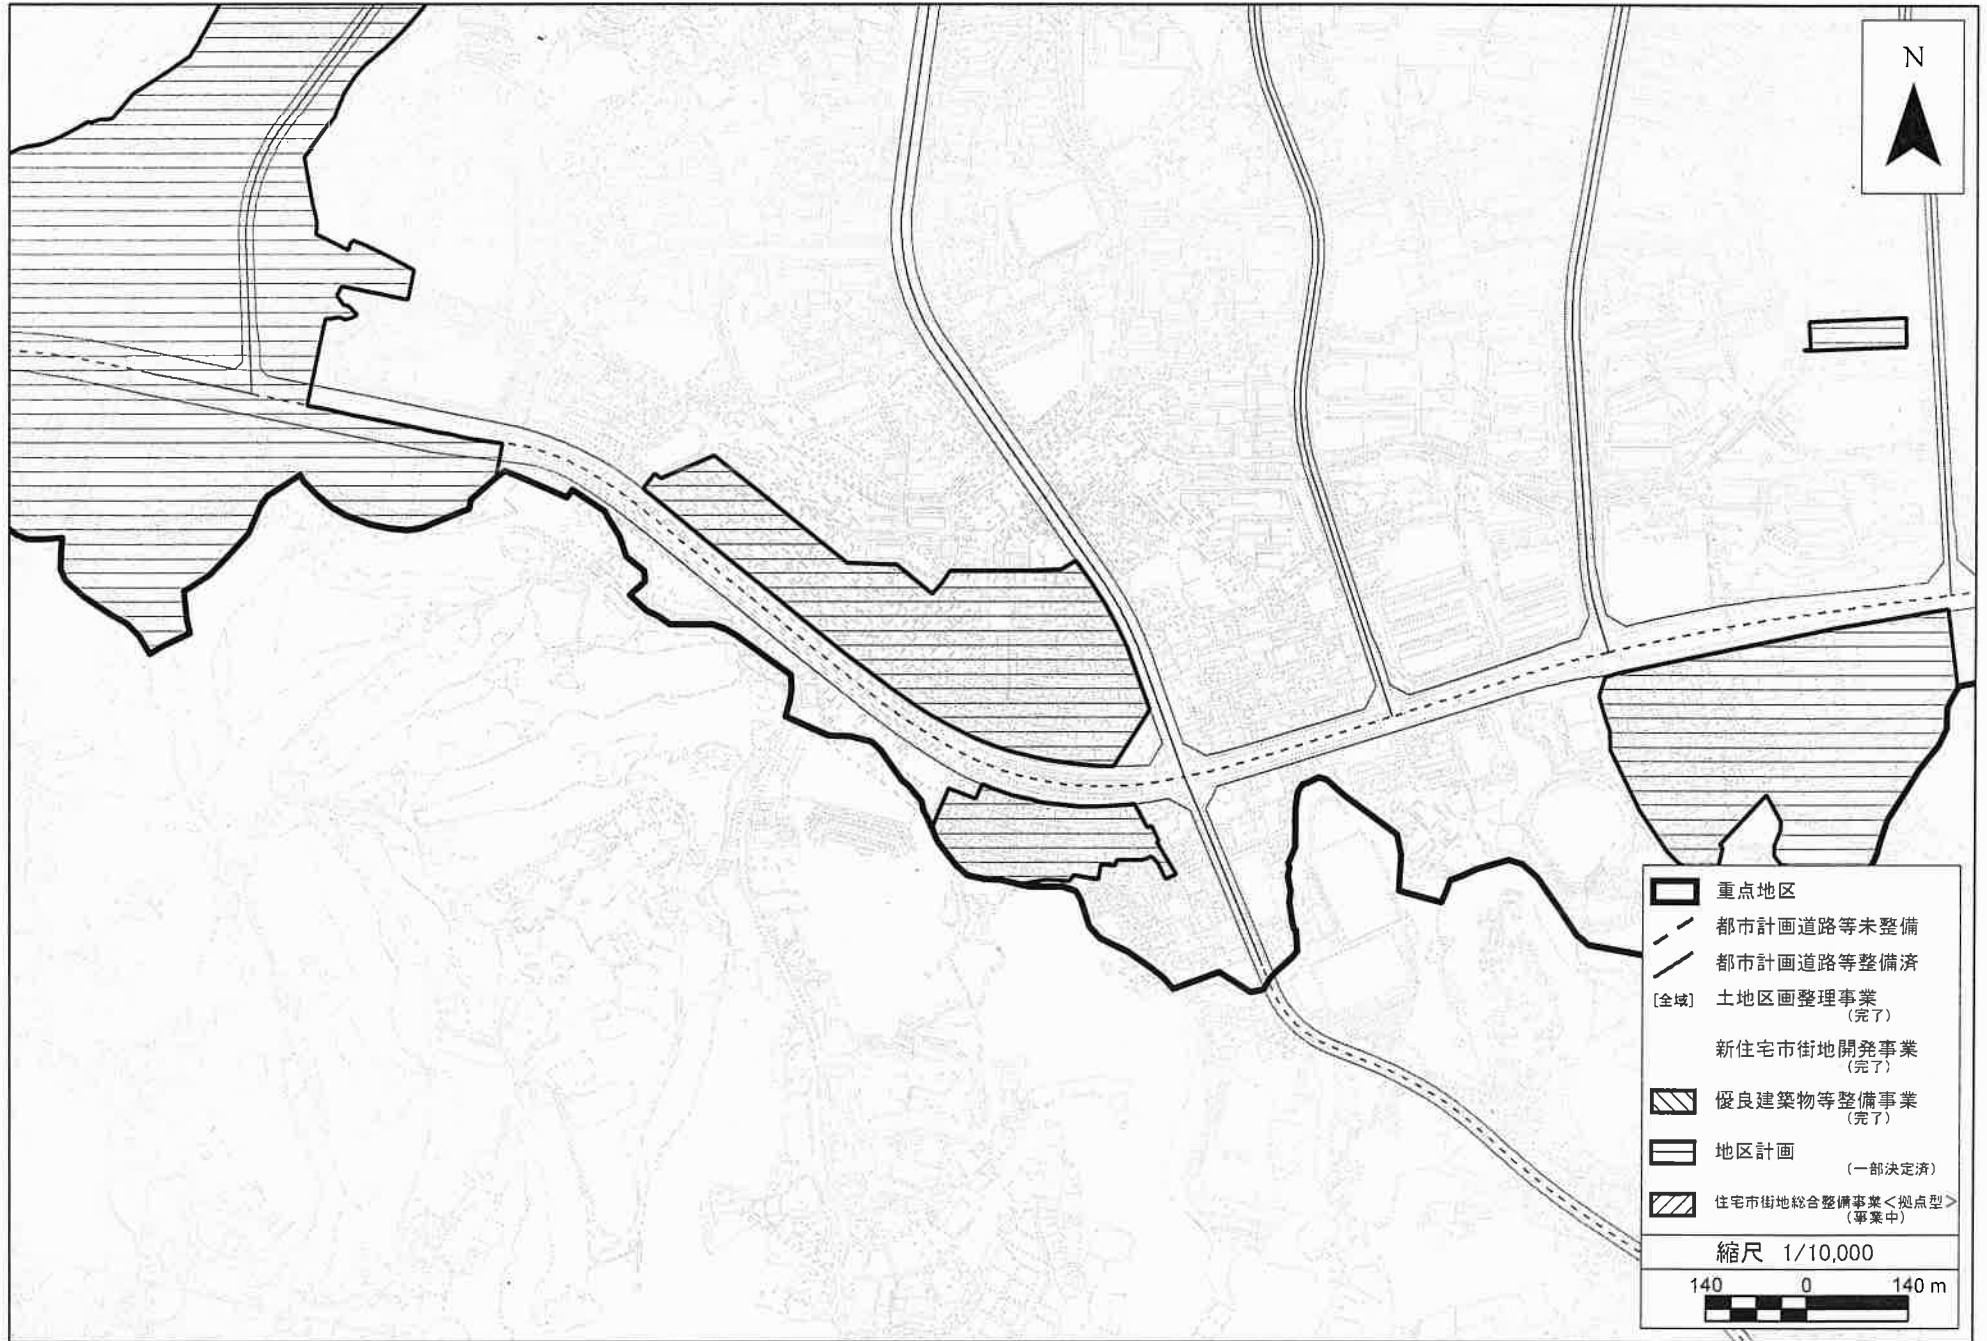 N
重点地区
都市計画道路等未整備
都市計画道路等整備済
[全域] 土地区画整理事業
(完了)
新住宅市街地開発事業
(完了)
優良建築物等整備事業
(完了)
地区計画
(一部決定済)
住宅市街地総合整備事業<拠点型>
(事業中)
縮尺 1/10,000
140 0 140 m